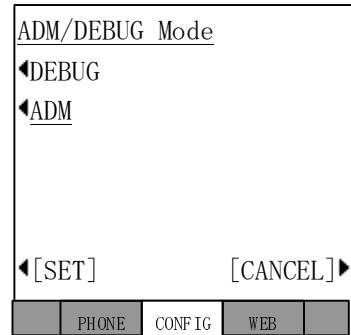 ADM/DEBUG Mode
DEBUG
ADM
[SET] [CANCEL]
PHONE CONFIG WEB